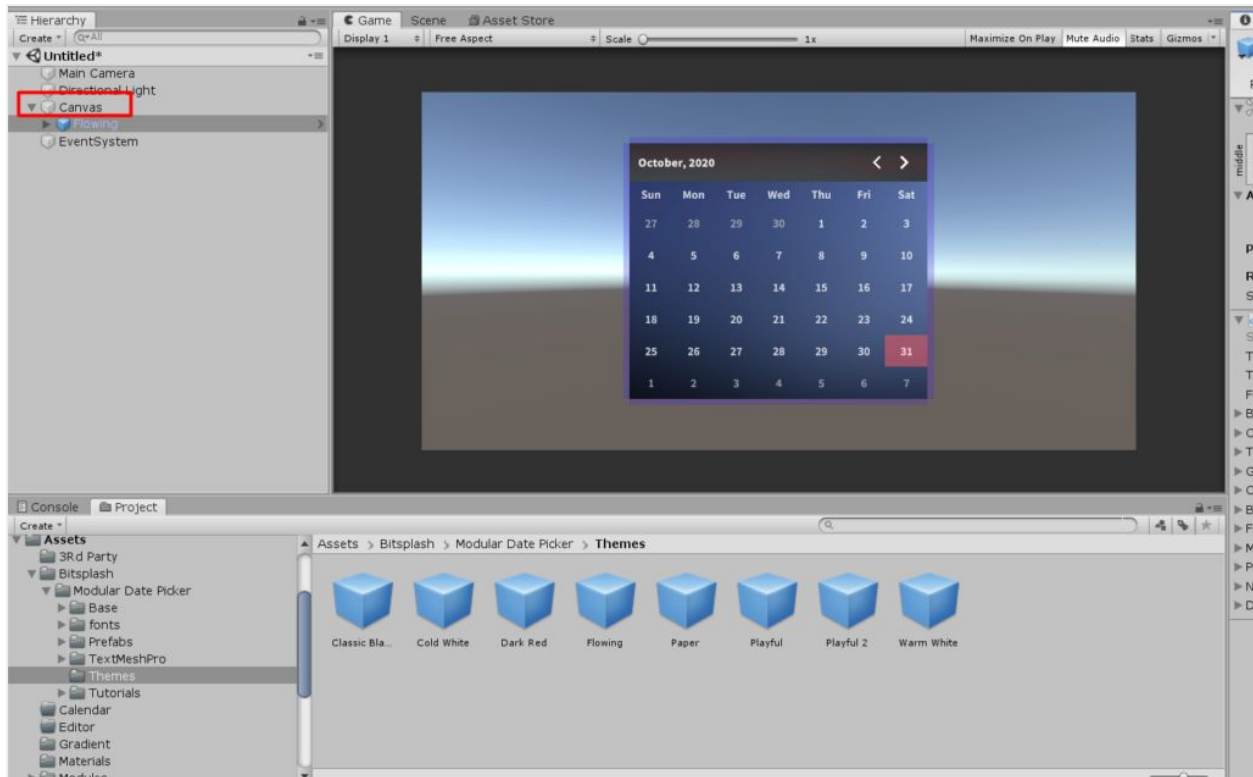 Hierarchy
Create
All
Untitled*
Main Camera
Directional Light
Canvas
Flowing
EventSystem
Game Scene Asset Store
Display 1 Free Aspect Scale 1x Maximize On Play Mute Audio Stats Gizmos
October, 2020
Sun Mon Tue Wed Thu Fri Sat
27 28 29 30 1 2 3
4 5 6 7 8 9 10
11 12 13 14 15 16 17
18 19 20 21 22 23 24
25 26 27 28 29 30 31
1 2 3 4 5 6 7
middle
Console Project
Create
Assets
3Rd Party
Bitsplash
Modular Date Picker
Base
fonts
Prefabs
TextMeshPro
Themes
Tutorials
Calendar
Editor
Gradient
Materials
Assets > Bitsplash > Modular Date Picker > Themes
Classic Bla... Cold White Dark Red Flowing Paper Playful Playful 2 Warm White